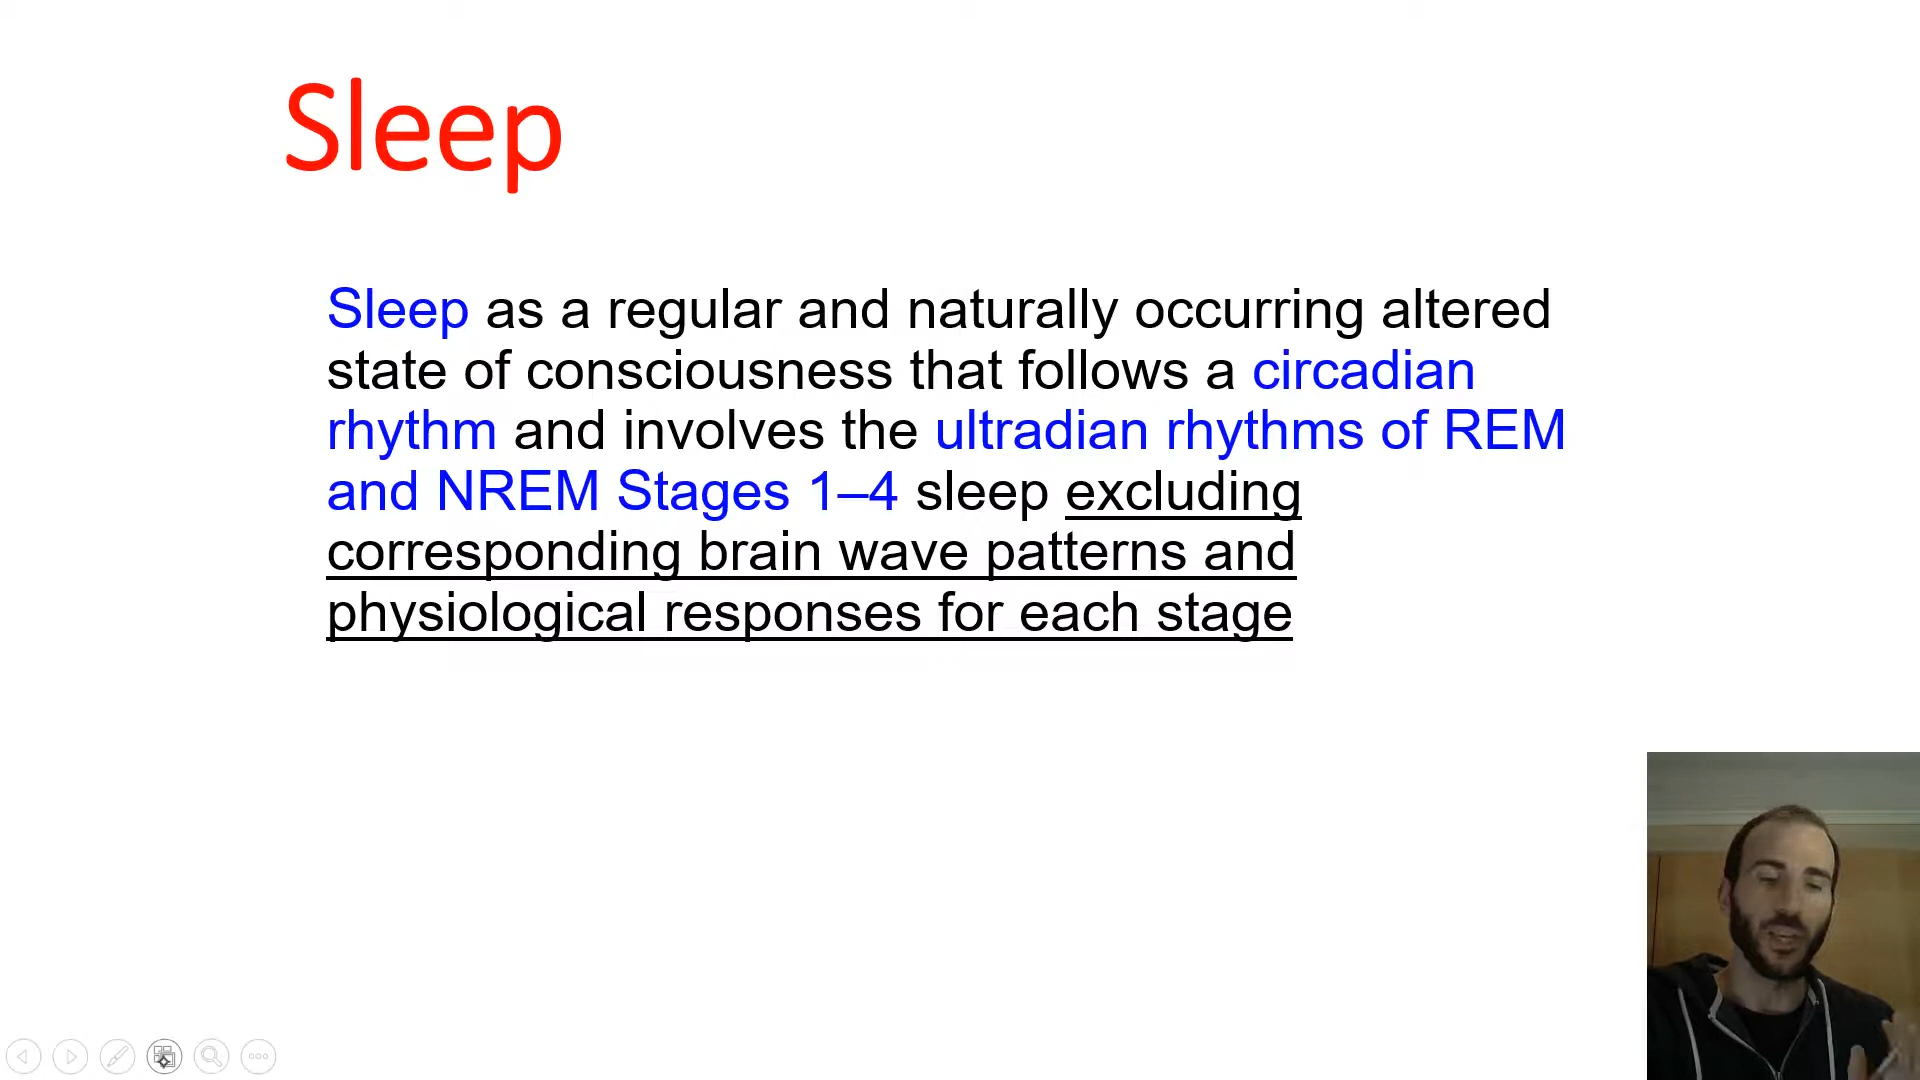 Sleep
Sleep as a regular and naturally occurring altered
state of consciousness that follows a circadian
rhythm and involves the ultradian rhythms of REM
and NREM Stages 1–4 sleep excluding
corresponding brain wave patterns and
physiological responses for each stage